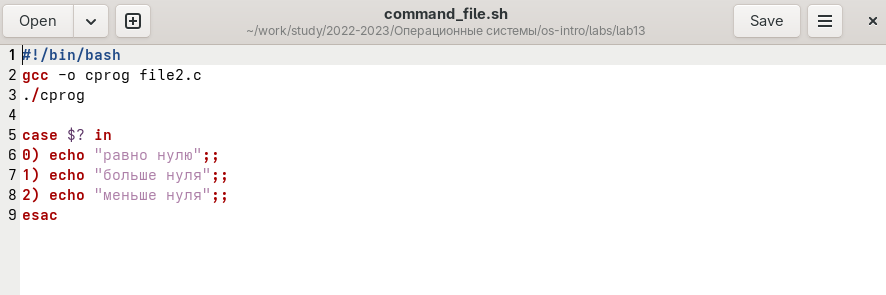 Open
command_file.sh
~/work/study/2022-2023/Операционные системы/os-intro/labs/lab13
Save
1 #!/bin/bash
2 gcc -o cprog file2.c
3 ./cprog
4
5 case $? in
6 0) echo "равно нулю";;
7 1) echo "больше нуля";;
8 2) echo "меньше нуля";;
9 esac